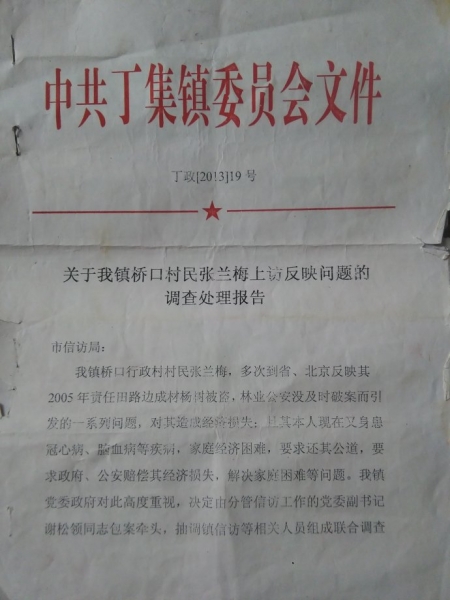 中共丁集镇委员会文件
丁政[2013]19号
关于我镇桥口村民张兰梅上访反映问题的
调查处理报告
市信访局：
我镇桥口行政村村民张兰梅，多次到省、北京反映其
2005年责任田路边成材杨树被盗，林业公安没及时破案而引
发的一系列问题，对其造成经济损失；且其本人现在又身患
冠心病、脑血病等疾病，家庭经济困难，要求还其公道，要
求政府、公安赔偿其经济损失，解决家庭困难等问题。我镇
党委政府对此高度重视，决定由分管信访工作的党委副书记
谢松领同志包案牵头，抽调镇信访等相关人员组成联合调查